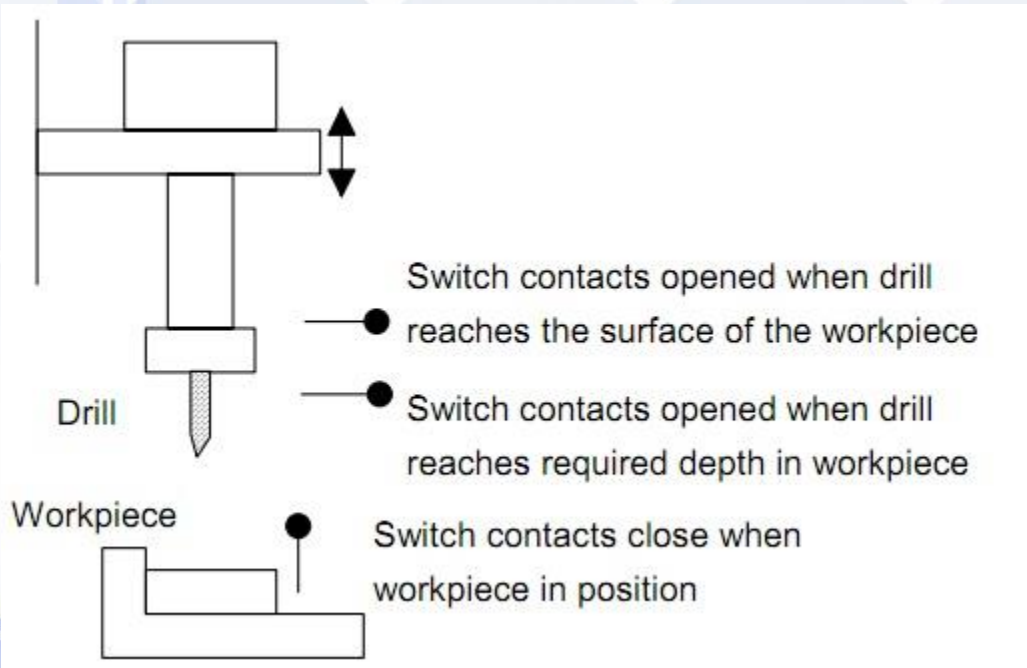 Switch contacts opened when drill
reaches the surface of the workpiece
Drill
Switch contacts opened when drill
reaches required depth in workpiece
Workpiece
Switch contacts close when
workpiece in position